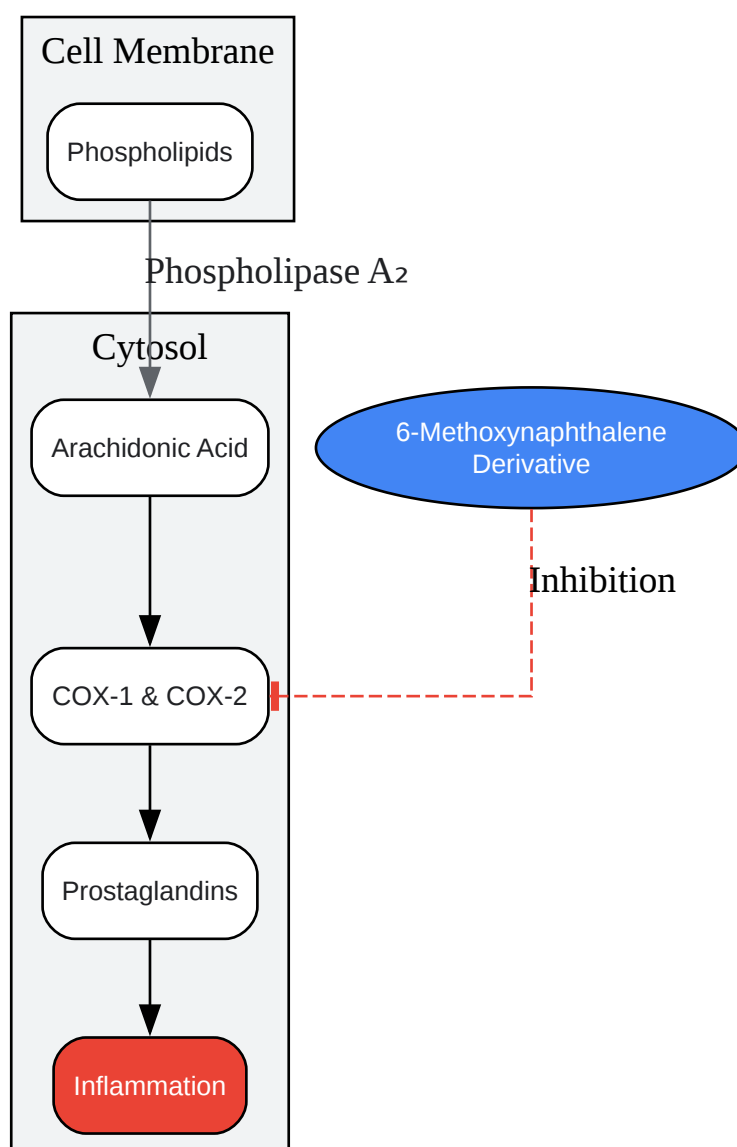 Cell Membrane
Phospholipids
Phospholipase A₂
Cytosol
Arachidonic Acid
6-Methoxynaphthalene
Derivative
Inhibition
COX-1 & COX-2
Prostaglandins
Inflammation